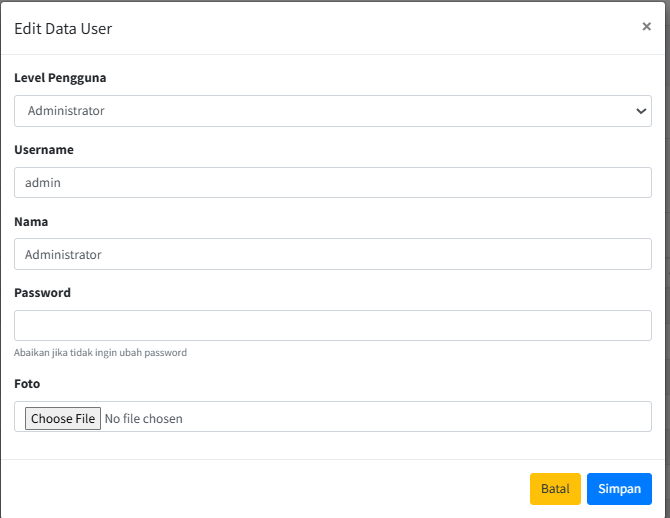 Edit Data User ×
Level Pengguna
Administrator
Username
admin
Nama
Administrator
Password
Abaikan jika tidak ingin ubah password
Foto
Choose File No file chosen
Batal Simpan